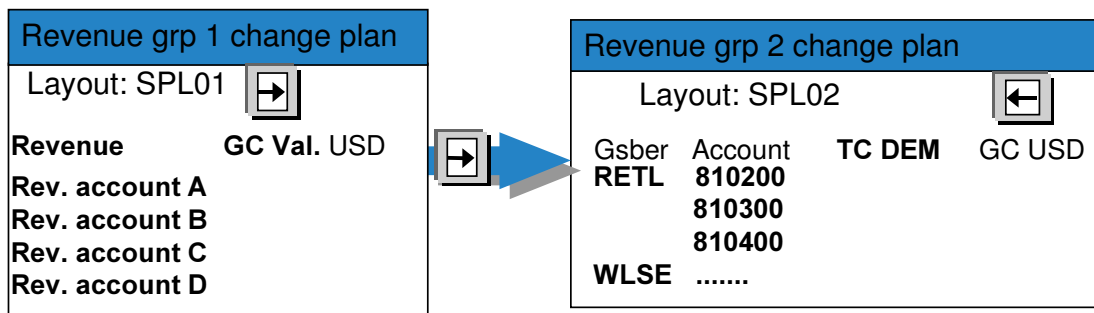 Revenue grp 1 change plan
Layout: SPL01
Revenue GC Val. USD
Rev. account A
Rev. account B
Rev. account C
Rev. account D
Revenue grp 2 change plan
Layout: SPL02
Gsber Account TC DEM GC USD
RETL 810200
810300
810400
WLSE .......